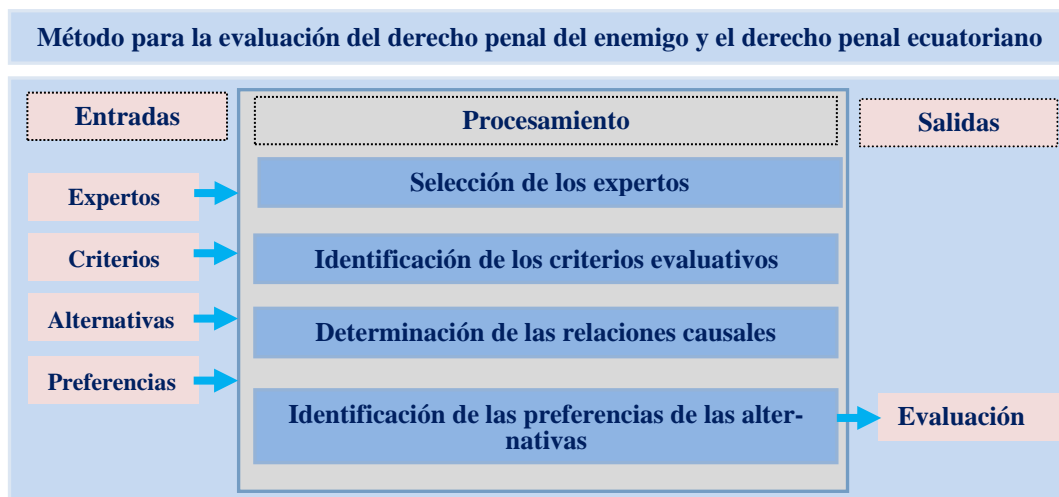 Método para la evaluación del derecho penal del enemigo y el derecho penal ecuatoriano
Entradas
Procesamiento
Salidas
Expertos
Selección de los expertos
Criterios
Identificación de los criterios evaluativos
Alternativas
Determinación de las relaciones causales
Preferencias
Identificación de las preferencias de las alter-
nativas
Evaluación